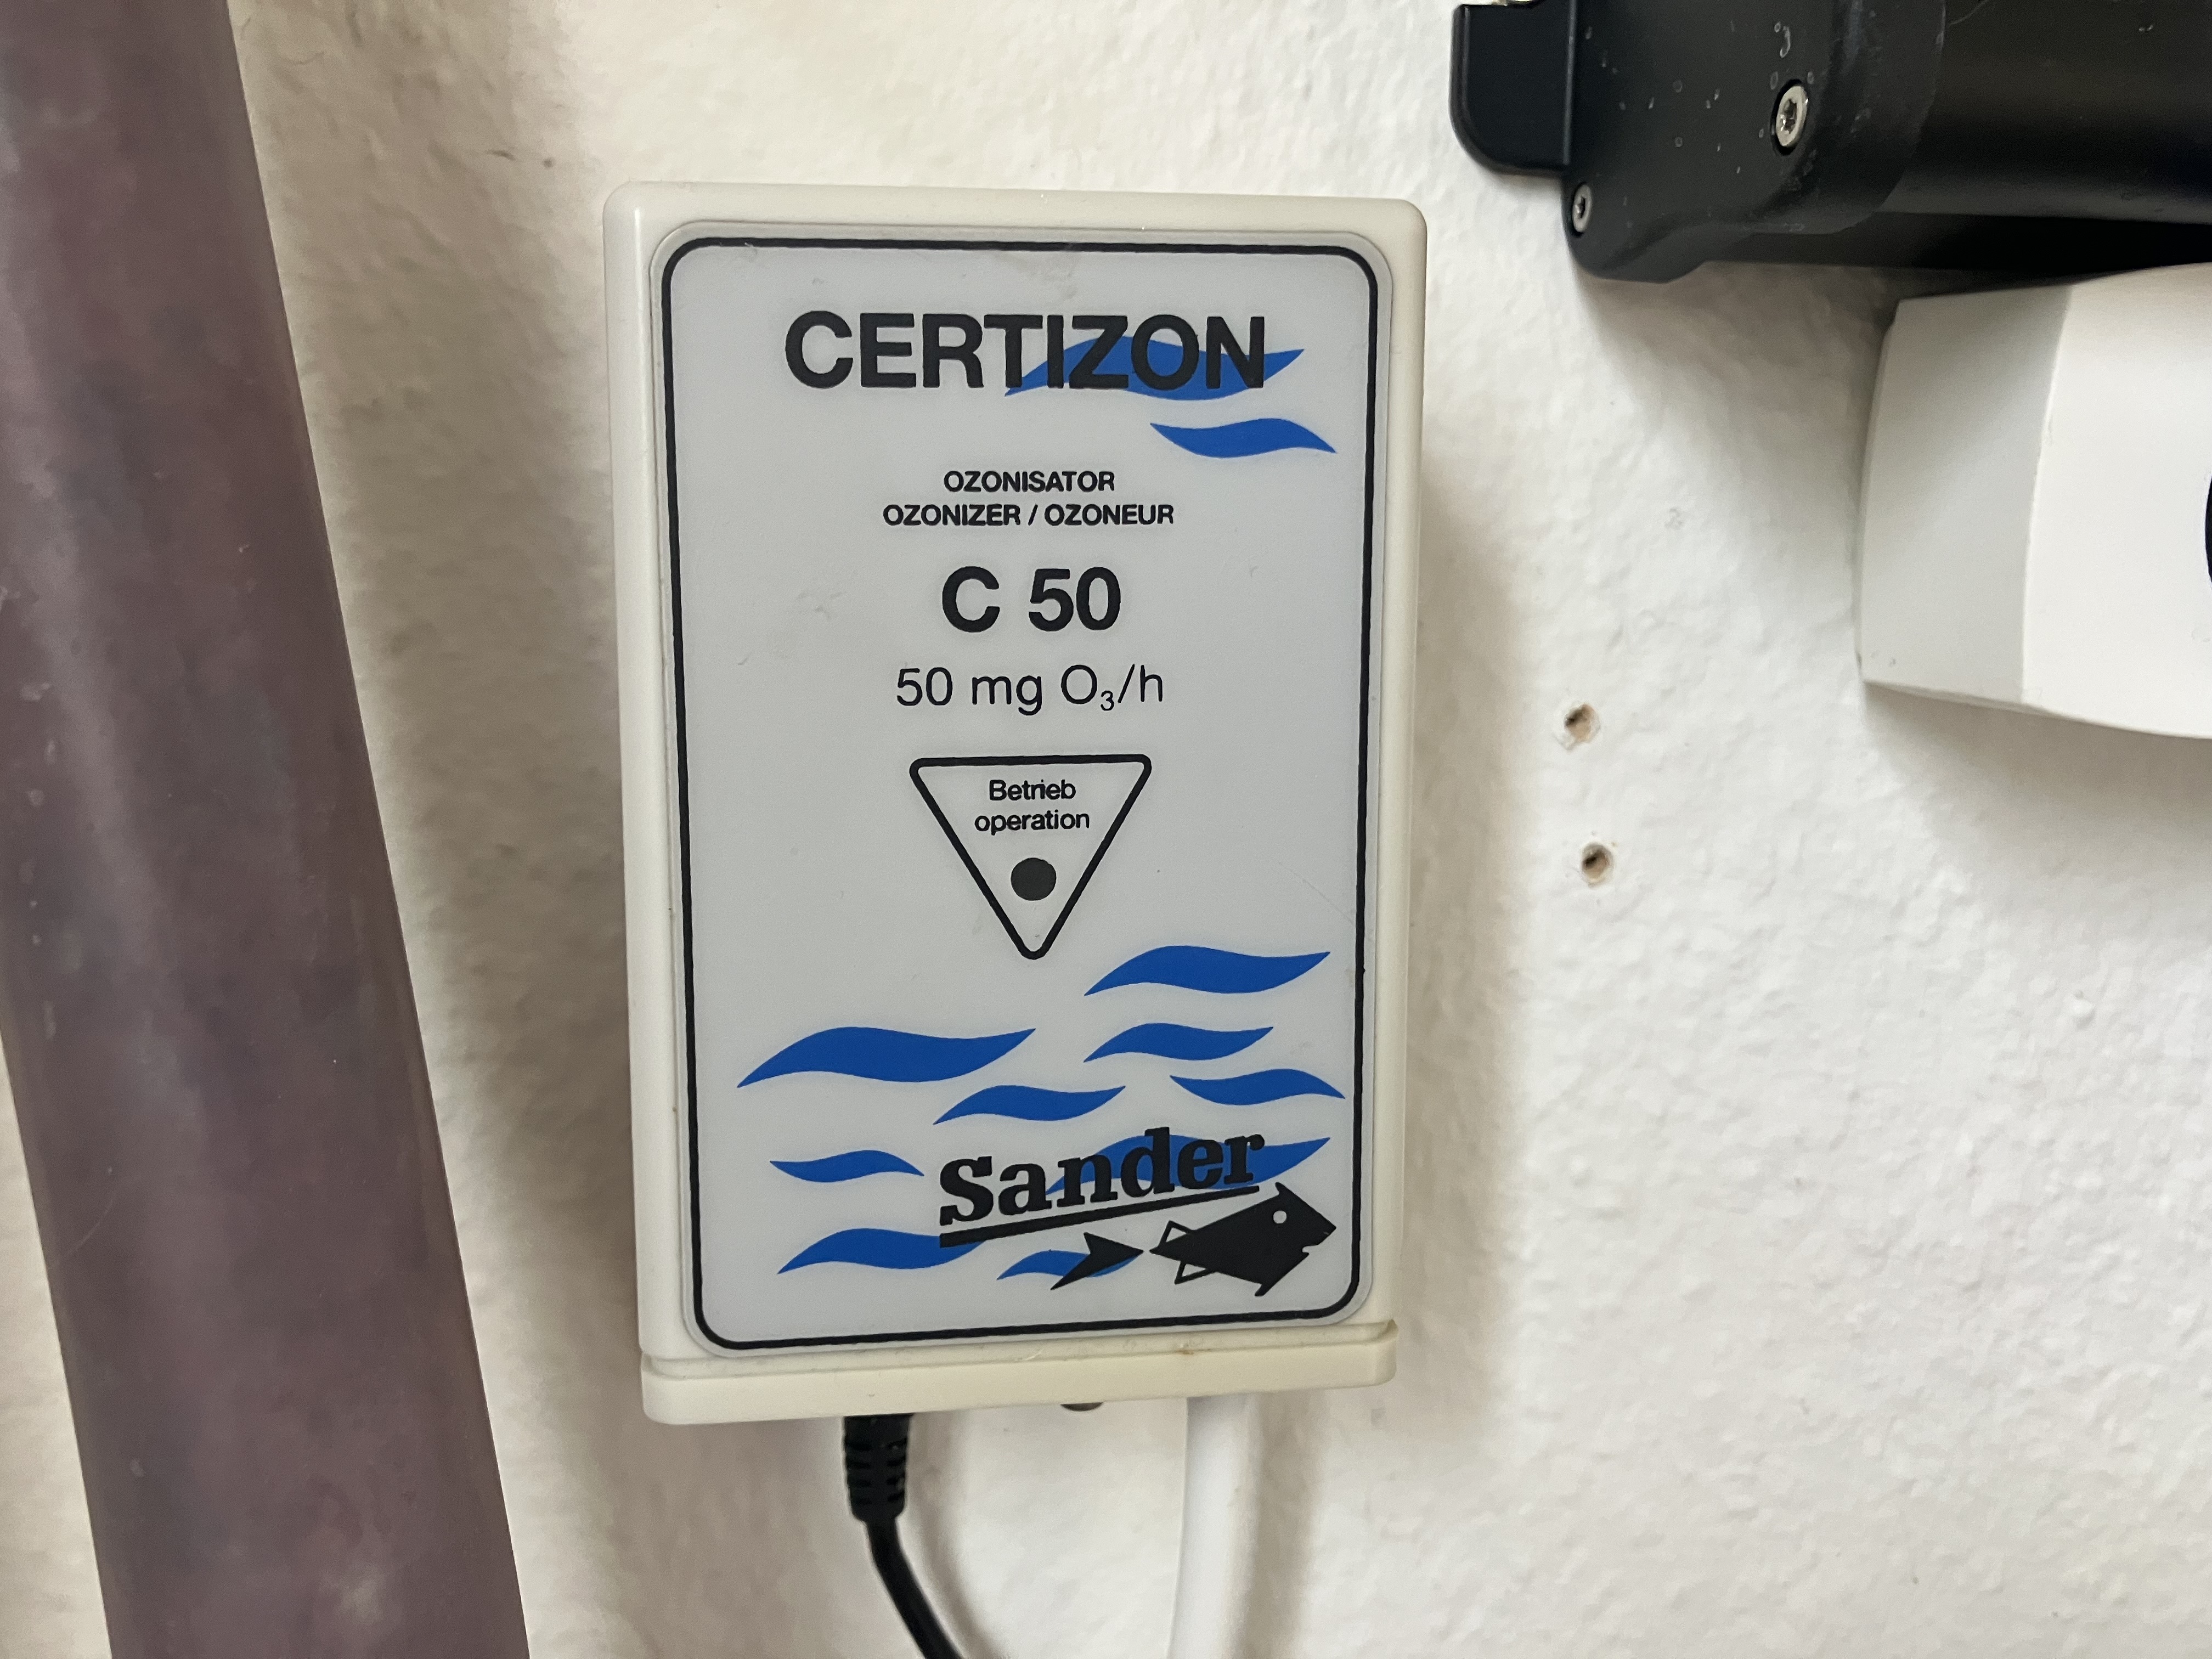 CERTIZON
OZONISATOR
OZONIZER / OZONEUR
C 50
50 mg O₃/h
Betrieb
operation
sander